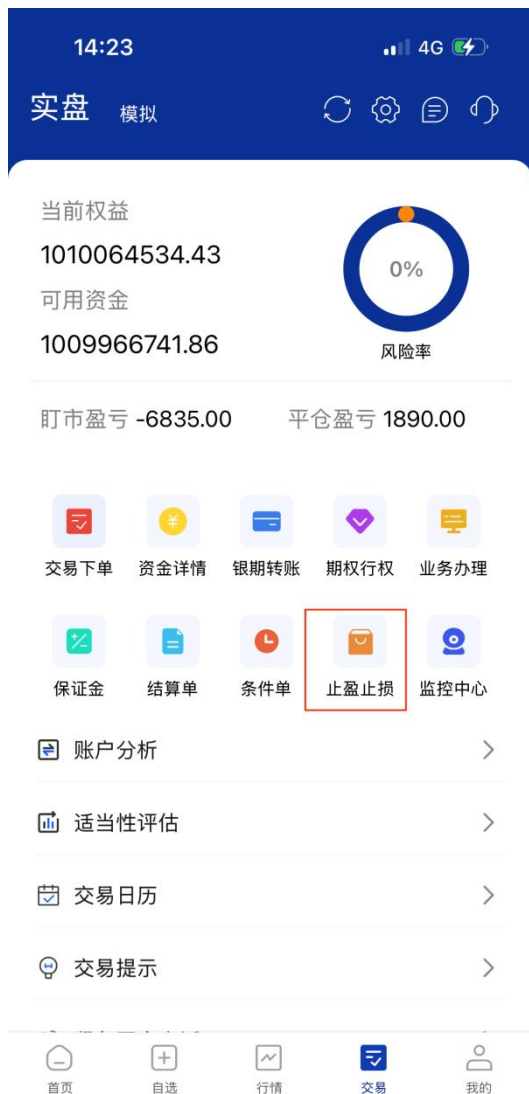 14:23 4G
实盘 模拟
当前权益
1010064534.43
可用资金
1009966741.86
0%
风险率
盯市盈亏 -6835.00 平仓盈亏 1890.00
交易下单 资金详情 银期转账 期权行权 业务办理
保证金 结算单 条件单 止盈止损 监控中心
账户分析
适当性评估
交易日历
交易提示
首页 自选 行情 交易 我的